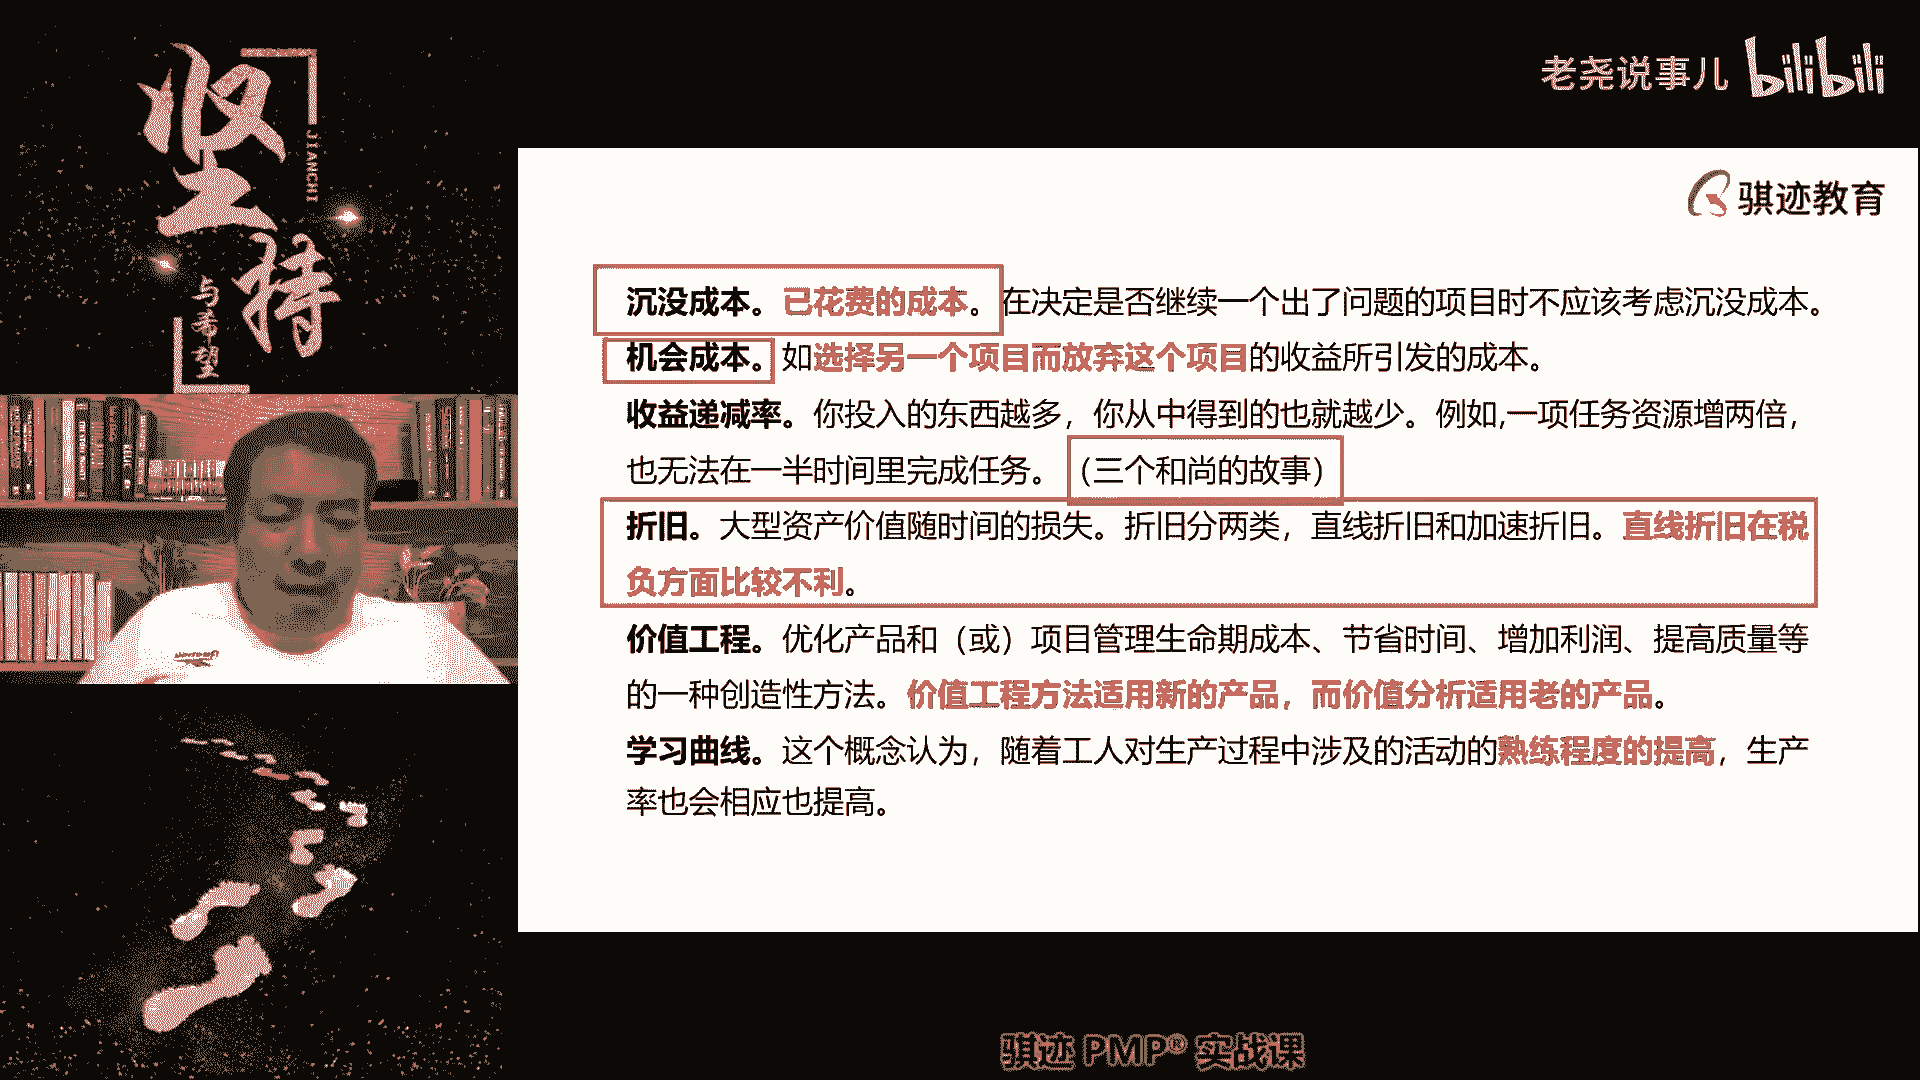 坚持
JIANCHI
与希望
老尧说事儿 bilibili
骐迹教育
沉没成本。已花费的成本。在决定是否继续一个出了问题的项目时不应该考虑沉没成本。
机会成本。如选择另一个项目而放弃这个项目的收益所引发的成本。
收益递减率。你投入的东西越多，你从中得到的也就越少。例如,一项任务资源增两倍，
也无法在一半时间里完成任务。（三个和尚的故事）
折旧。大型资产价值随时间的损失。折旧分两类，直线折旧和加速折旧。直线折旧在税
负方面比较不利。
价值工程。优化产品和（或）项目管理生命期成本、节省时间、增加利润、提高质量等
的一种创造性方法。价值工程方法适用新的产品，而价值分析适用老的产品。
学习曲线。这个概念认为，随着工人对生产过程中涉及的活动的熟练程度的提高，生产
率也会相应也提高。
骐迹 PMP® 实战课